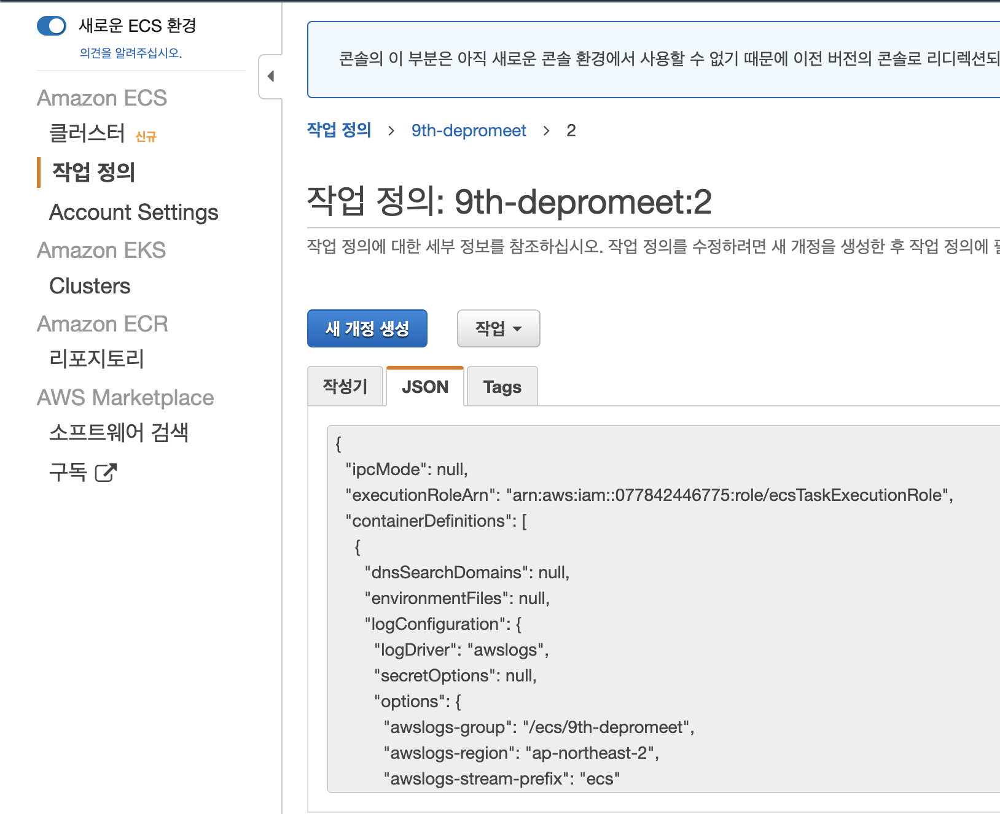 새로운 ECS 환경
의견을 알려주십시오.
Amazon ECS
클러스터 신규
작업 정의
Account Settings
Amazon EKS
Clusters
Amazon ECR
리포지토리
AWS Marketplace
소프트웨어 검색
구독
콘솔의 이 부분은 아직 새로운 콘솔 환경에서 사용할 수 없기 때문에 이전 버전의 콘솔로 리디렉션되
작업 정의 > 9th-depromeet > 2
작업 정의: 9th-depromeet:2
작업 정의에 대한 세부 정보를 참조하십시오. 작업 정의를 수정하려면 새 개정을 생성한 후 작업 정의에
새 개정 생성 작업
작성기 JSON Tags
{
"ipcMode": null,
"executionRoleArn": "arn:aws:iam::077842446775:role/ecsTaskExecutionRole",
"containerDefinitions": [
{
"dnsSearchDomains": null,
"environmentFiles": null,
"logConfiguration": {
"logDriver": "awslogs",
"secretOptions": null,
"options": {
"awslogs-group": "/ecs/9th-depromeet",
"awslogs-region": "ap-northeast-2",
"awslogs-stream-prefix": "ecs"